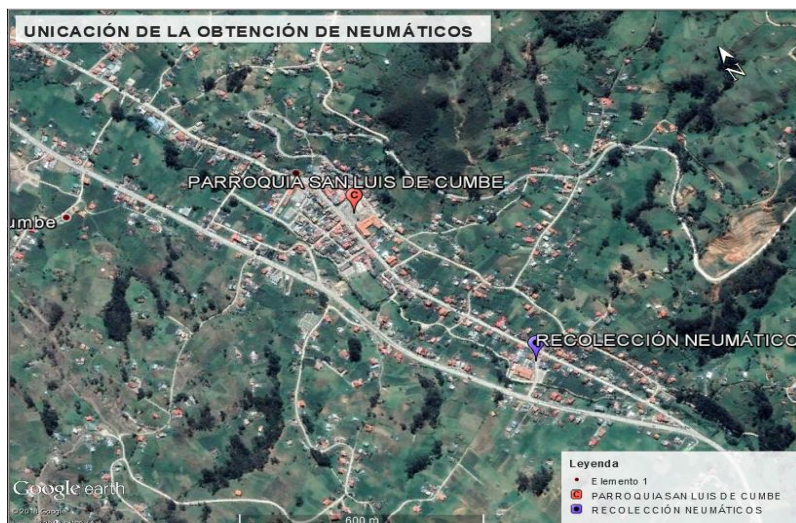 UNICACIÓN DE LA OBTENCIÓN DE NEUMÁTICOS
N
PARROQUIA SAN LUIS DE CUMBE
C
umbe
RECOLECCIÓN NEUMÁTICO
Leyenda
Elemento 1
PARROQUIA SAN LUIS DE CUMBE
RECOLECCIÓN NEUMÁTICOS
Google earth
600 m